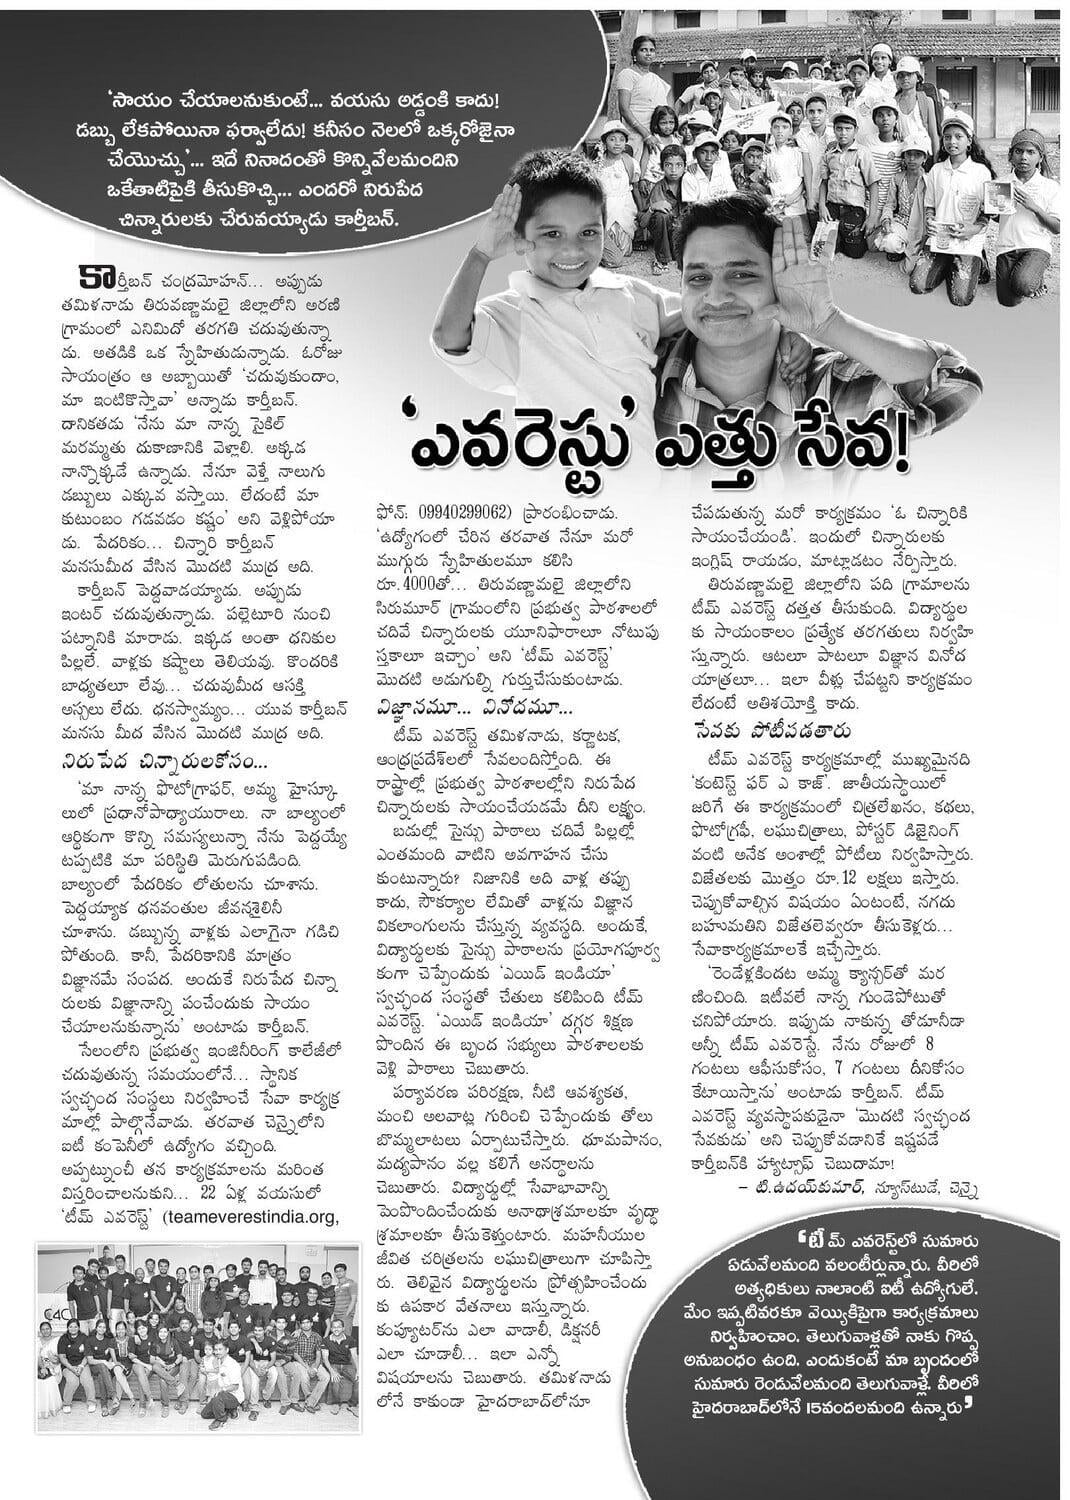 ‘సాయం చేయాలనుకుంటే... వయసు అడ్డంకి కాదు!
డబ్బు లేకపోయినా ఫర్వాలేదు! కనీసం నెలలో ఒక్కరోజైనా
చేయొచ్చు’... ఇదే నినాదంతో కొన్నివేలమందిని
ఒకేతాటిపైకి తీసుకొచ్చి... ఎందరో నిరుపేద
చిన్నారులకు చేరువయ్యాడు కార్తీబన్.
‘ఎవరెస్టు’ ఎత్తు సేవ!
కార్తీబన్ చంద్రమోహన్... అప్పుడు
తమిళనాడు తిరువణ్ణామలై జిల్లాలోని అరణి
గ్రామంలో ఎనిమిదో తరగతి చదువుతున్నా
డు. అతడికి ఒక స్నేహితుడున్నాడు. ఓరోజు
సాయంత్రం ఆ అబ్బాయితో ‘చదువుకుందాం,
మా ఇంటికొస్తావా’ అన్నాడు కార్తీబన్.
దానికతడు ‘నేను మా నాన్న సైకిల్
మరమ్మతు దుకాణానికి వెళ్లాలి. అక్కడ
నాన్నొక్కడే ఉన్నాడు. నేనూ వెళ్తే నాలుగు
డబ్బులు ఎక్కువ వస్తాయి. లేదంటే మా
కుటుంబం గడవడం కష్టం’ అని వెళ్లిపోయా
డు. పేదరికం... చిన్నారి కార్తీబన్
మనసుమీద వేసిన మొదటి ముద్ర అది.
కార్తీబన్ పెద్దవాడయ్యాడు. అప్పుడు
ఇంటర్ చదువుతున్నాడు. పల్లెటూరి నుంచి
పట్నానికి మారాడు. ఇక్కడ అంతా ధనికుల
పిల్లలే. వాళ్లకు కష్టాలు తెలియవు. కొందరికి
బాధ్యతలూ లేవు... చదువుమీద ఆసక్తి
అస్సలు లేదు. ధనస్వామ్యం... యువ కార్తీబన్
మనసు మీద వేసిన మొదటి ముద్ర అది.
నిరుపేద చిన్నారులకోసం...
‘మా నాన్న ఫొటోగ్రాఫర్, అమ్మ హైస్కూ
లులో ప్రధానోపాధ్యాయురాలు. నా బాల్యంలో
ఆర్థికంగా కొన్ని సమస్యలున్నా నేను పెద్దయ్యే
టప్పటికి మా పరిస్థితి మెరుగుపడింది.
బాల్యంలో పేదరికం లోతులను చూశాను.
పెద్దయ్యాక ధనవంతుల జీవనశైలినీ
చూశాను. డబ్బున్న వాళ్లకు ఎలాగైనా గడిచి
పోతుంది. కానీ, పేదరికానికి మాత్రం
విజ్ఞానమే సంపద. అందుకే నిరుపేద చిన్నా
రులకు విజ్ఞానాన్ని పంచేందుకు సాయం
చేయాలనుకున్నాను’ అంటాడు కార్తీబన్.
సేలంలోని ప్రభుత్వ ఇంజినీరింగ్ కాలేజీలో
చదువుతున్న సమయంలోనే... స్థానిక
స్వచ్ఛంద సంస్థలు నిర్వహించే సేవా కార్యక్ర
మాల్లో పాల్గొనేవాడు. తరవాత చెన్నైలోని
ఐటీ కంపెనీలో ఉద్యోగం వచ్చింది.
అప్పట్నుంచీ తన కార్యక్రమాలను మరింత
విస్తరించాలనుకుని... 22 ఏళ్ల వయసులో
‘టీమ్ ఎవరెస్ట్’ (teameverestindia.org,
ఫోన్: 09940299062) ప్రారంభించాడు.
‘ఉద్యోగంలో చేరిన తరవాత నేనూ మరో
ముగ్గురు స్నేహితులమూ కలిసి
రూ.4000తో... తిరువణ్ణామలై జిల్లాలోని
సిరుమూర్ గ్రామంలోని ప్రభుత్వ పాఠశాలలో
చదివే చిన్నారులకు యూనిఫారాలూ నోటుపు
స్తకాలూ ఇచ్చాం’ అని ‘టీమ్ ఎవరెస్ట్’
మొదటి అడుగుల్ని గుర్తుచేసుకుంటాడు.
విజ్ఞానమూ... వినోదమూ...
టీమ్ ఎవరెస్ట్ తమిళనాడు, కర్ణాటక,
ఆంధ్రప్రదేశ్‌లలో సేవలందిస్తోంది. ఈ
రాష్ట్రాల్లో ప్రభుత్వ పాఠశాలల్లోని నిరుపేద
చిన్నారులకు సాయంచేయడమే దీని లక్ష్యం.
బడుల్లో సైన్సు పాఠాలు చదివే పిల్లల్లో
ఎంతమంది వాటిని అవగాహన చేసు
కుంటున్నారు? నిజానికి అది వాళ్ల తప్పు
కాదు, సౌకర్యాల లేమితో వాళ్లను విజ్ఞాన
వికలాంగులను చేస్తున్న వ్యవస్థది. అందుకే,
విద్యార్థులకు సైన్సు పాఠాలను ప్రయోగపూర్వ
కంగా చెప్పేందుకు ‘ఎయిడ్ ఇండియా’
స్వచ్ఛంద సంస్థతో చేతులు కలిపింది టీమ్
ఎవరెస్ట్. ‘ఎయిడ్ ఇండియా’ దగ్గర శిక్షణ
పొందిన ఈ బృంద సభ్యులు పాఠశాలలకు
వెళ్లి పాఠాలు చెబుతారు.
పర్యావరణ పరిరక్షణ, నీటి ఆవశ్యకత,
మంచి అలవాట్ల గురించి చెప్పేందుకు తోలు
బొమ్మలాటలు ఏర్పాటుచేస్తారు. ధూమపానం,
మద్యపానం వల్ల కలిగే అనర్థాలను
చెబుతారు. విద్యార్థుల్లో సేవాభావాన్ని
పెంపొందించేందుకు అనాథాశ్రమాలకూ వృద్ధా
శ్రమాలకూ తీసుకెళ్తుంటారు. మహనీయుల
జీవిత చరిత్రలను లఘుచిత్రాలుగా చూపిస్తా
రు. తెలివైన విద్యార్థులను ప్రోత్సహించేందు
కు ఉపకార వేతనాలు ఇస్తున్నారు.
కంప్యూటర్‌ను ఎలా వాడాలీ, డిక్షనరీ
ఎలా చూడాలీ... ఇలా ఎన్నో
విషయాలను చెబుతారు. తమిళనాడు
లోనే కాకుండా హైదరాబాద్‌లోనూ
చేపడుతున్న మరో కార్యక్రమం ‘ఓ చిన్నారికి
సాయంచేయండి’. ఇందులో చిన్నారులకు
ఇంగ్లిష్ రాయడం, మాట్లాడటం నేర్పిస్తారు.
తిరువణ్ణామలై జిల్లాలోని పది గ్రామాలను
టీమ్ ఎవరెస్ట్ దత్తత తీసుకుంది. విద్యార్థుల
కు సాయంకాలం ప్రత్యేక తరగతులు నిర్వహి
స్తున్నారు. ఆటలూ పాటలూ విజ్ఞాన వినోద
యాత్రలూ... ఇలా వీళ్లు చేపట్టని కార్యక్రమం
లేదంటే అతిశయోక్తి కాదు.
సేవకు పోటీపడతారు
టీమ్ ఎవరెస్ట్ కార్యక్రమాల్లో ముఖ్యమైనది
‘కంటెస్ట్ ఫర్ ఎ కాజ్’. జాతీయస్థాయిలో
జరిగే ఈ కార్యక్రమంలో చిత్రలేఖనం, కథలు,
ఫొటోగ్రఫీ, లఘుచిత్రాలు, పోస్టర్ డిజైనింగ్
వంటి అనేక అంశాల్లో పోటీలు నిర్వహిస్తారు.
విజేతలకు మొత్తం రూ.12 లక్షలు ఇస్తారు.
చెప్పుకోవాల్సిన విషయం ఏంటంటే, నగదు
బహుమతిని విజేతలెవ్వరూ తీసుకెళ్లరు...
సేవాకార్యక్రమాలకే ఇచ్చేస్తారు.
‘రెండేళ్లకిందట అమ్మ క్యాన్సర్‌తో మర
ణించింది. ఇటీవలే నాన్న గుండెపోటుతో
చనిపోయారు. ఇప్పుడు నాకున్న తోడూనీడా
అన్నీ టీమ్ ఎవరెస్టే. నేను రోజులో 8
గంటలు ఆఫీసుకోసం, 7 గంటలు దీనికోసం
కేటాయిస్తాను’ అంటాడు కార్తీబన్. టీమ్
ఎవరెస్ట్ వ్యవస్థాపకుడైనా ‘మొదటి స్వచ్ఛంద
సేవకుడు’ అని చెప్పుకోవడానికే ఇష్టపడే
కార్తీబన్‌కి హ్యాట్సాఫ్ చెబుదామా!
– టి.ఉదయ్‌కుమార్, న్యూస్‌టుడే, చెన్నై
‘టీమ్ ఎవరెస్ట్‌లో సుమారు
ఏడువేలమంది వలంటీర్లున్నారు. వీరిలో
అత్యధికులు నాలాంటి ఐటీ ఉద్యోగులే.
మేం ఇప్పటివరకూ వెయ్యికిపైగా కార్యక్రమాలు
నిర్వహించాం. తెలుగువాళ్లతో నాకు గొప్ప
అనుబంధం ఉంది. ఎందుకంటే మా బృందంలో
సుమారు రెండువేలమంది తెలుగువాళ్లే. వీరిలో
హైదరాబాద్‌లోనే 15వందలమంది ఉన్నారు’